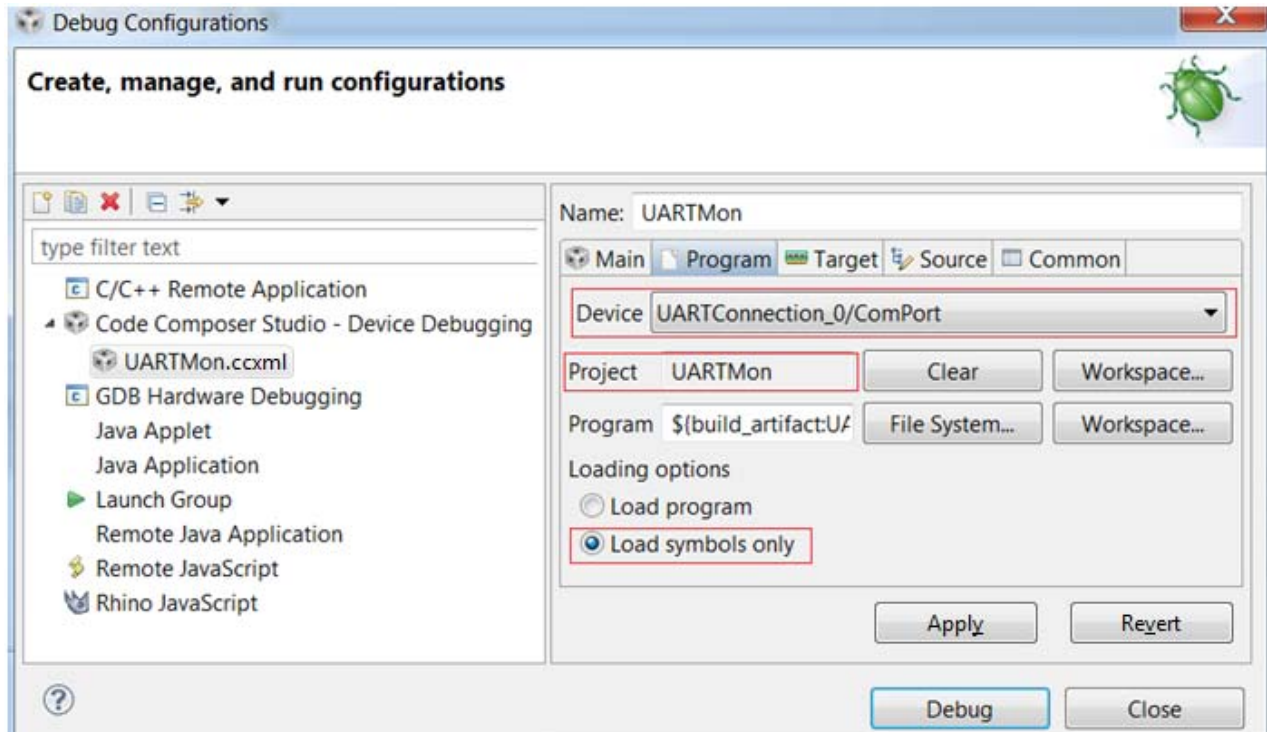 Debug Configurations
X
Create, manage, and run configurations
type filter text
C/C++ Remote Application
Code Composer Studio - Device Debugging
UARTMon.ccxml
GDB Hardware Debugging
Java Applet
Java Application
Launch Group
Remote Java Application
Remote JavaScript
Rhino JavaScript
Name: UARTMon
Main Program Target Source Common
Device UARTConnection_0/ComPort
Project UARTMon Clear Workspace...
Program ${build_artifact:UA File System... Workspace...
Loading options
Load program
Load symbols only
Apply Revert
? Debug Close